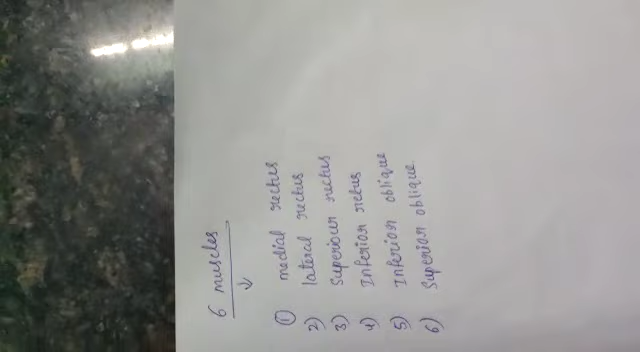 6 muscles
↓
① medial rectus
2) lateral rectus
3) Superiour rectus
4) Inferior rectus
5) Inferior oblique
6) Superior oblique